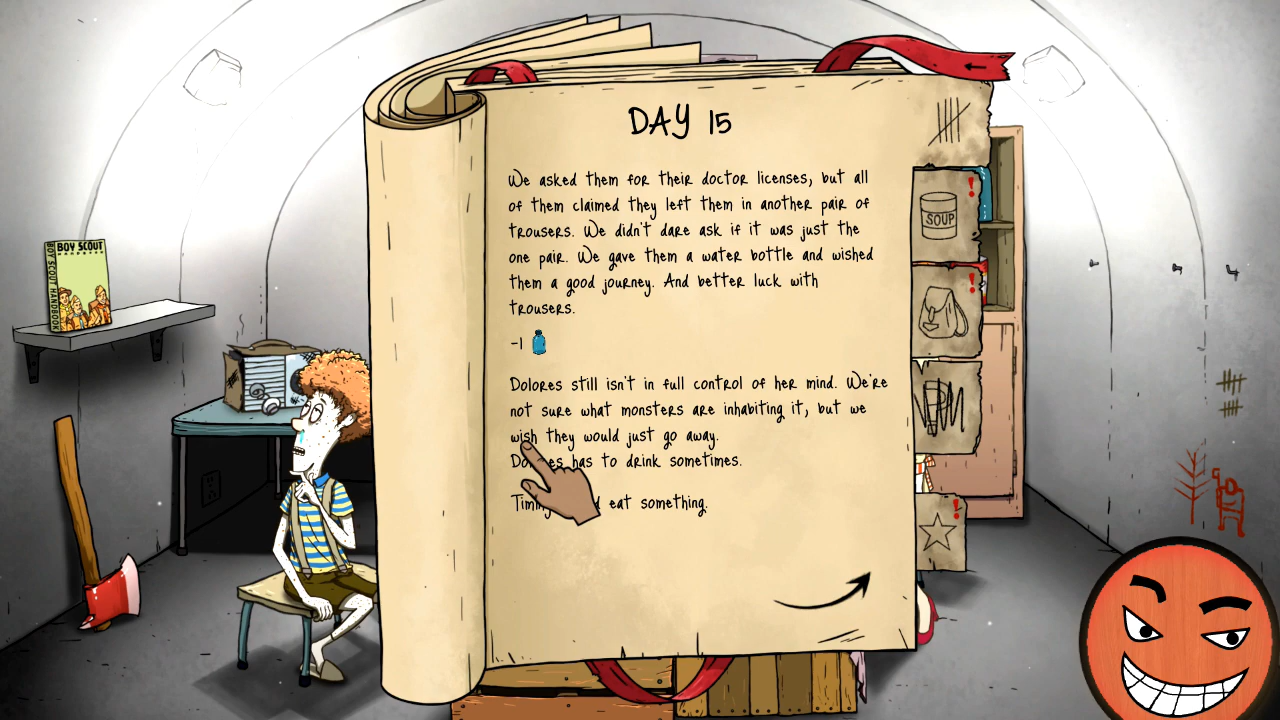 DAY 15
We asked them for their doctor licenses, but all
of them claimed they left them in another pair of
trousers. We didn't dare ask if it was just the
one pair. We gave them a water bottle and wished
them a good journey. And better luck with
trousers.
-1
Dolores still isn't in full control of her mind. We're
not sure what monsters are inhabiting it, but we
wish they would just go away.
has to drink sometimes.
eat something.
SOUP
BOY SCOUT
HANDBOOK
BOY SCOUT HANDBOOK